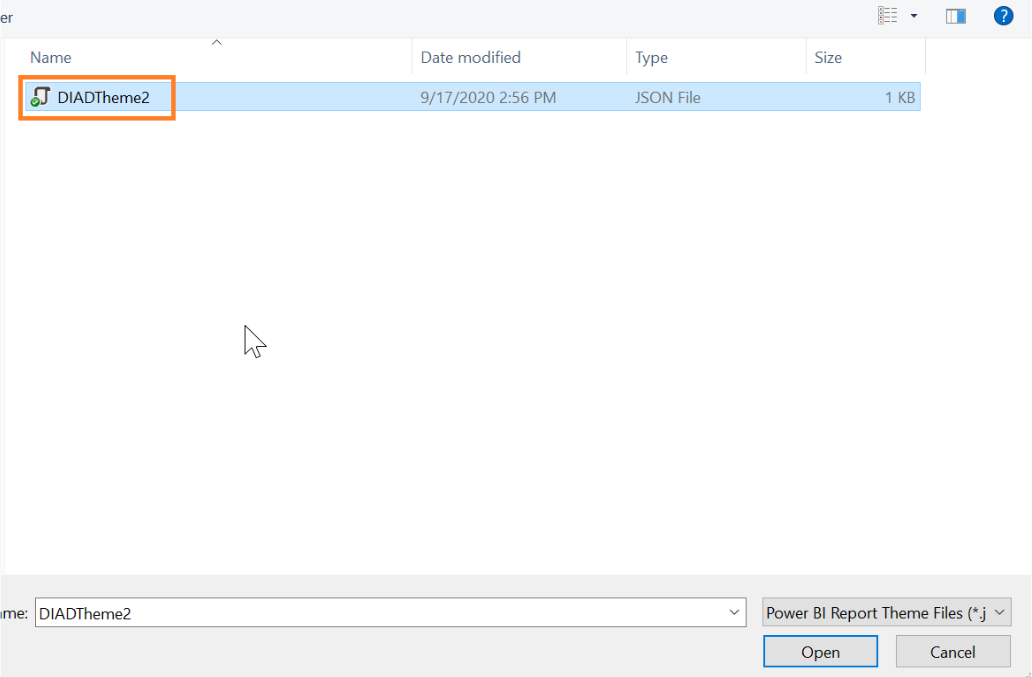 er
?
Name Date modified Type Size
DIADTheme2 9/17/2020 2:56 PM JSON File 1 KB
me: DIADTheme2 Power BI Report Theme Files (*.j
Open Cancel